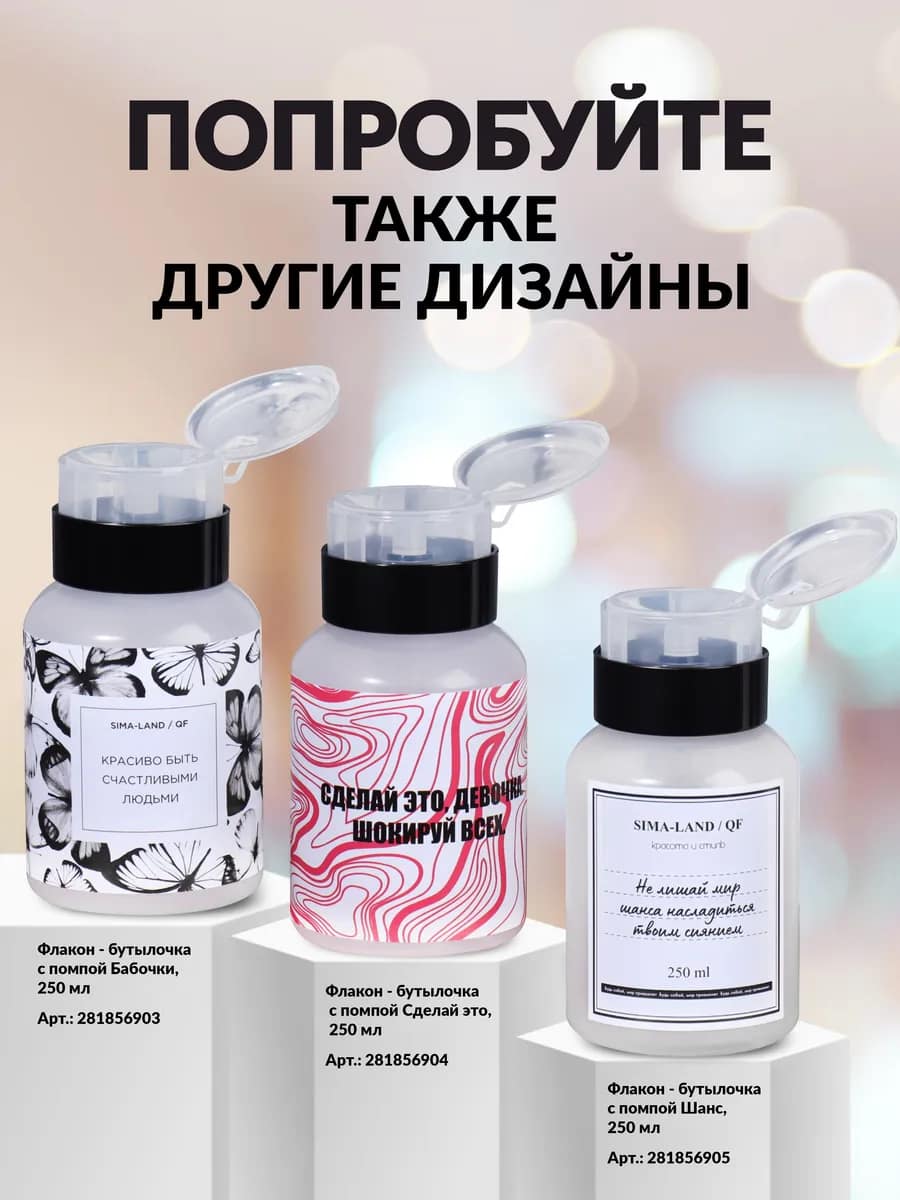 ПОПРОБУЙТЕ
ТАКЖЕ
ДРУГИЕ ДИЗАЙНЫ
SIMA-LAND / QF
КРАСИВО БЫТЬ
СЧАСТЛИВЫМИ
ЛЮДЬМИ
Флакон - бутылочка
с помпой Бабочки,
250 мл
Арт.: 281856903
СДЕЛАЙ ЭТО, ДЕВОЧКА
ШОКИРУЙ ВСЕХ.
Флакон - бутылочка
с помпой Сделай это,
250 мл
Арт.: 281856904
SIMA-LAND / QF
красота и стиль
Не лишай мир
шанса насладиться
твоим сиянием
250 ml
Флакон - бутылочка
с помпой Шанс,
250 мл
Арт.: 281856905